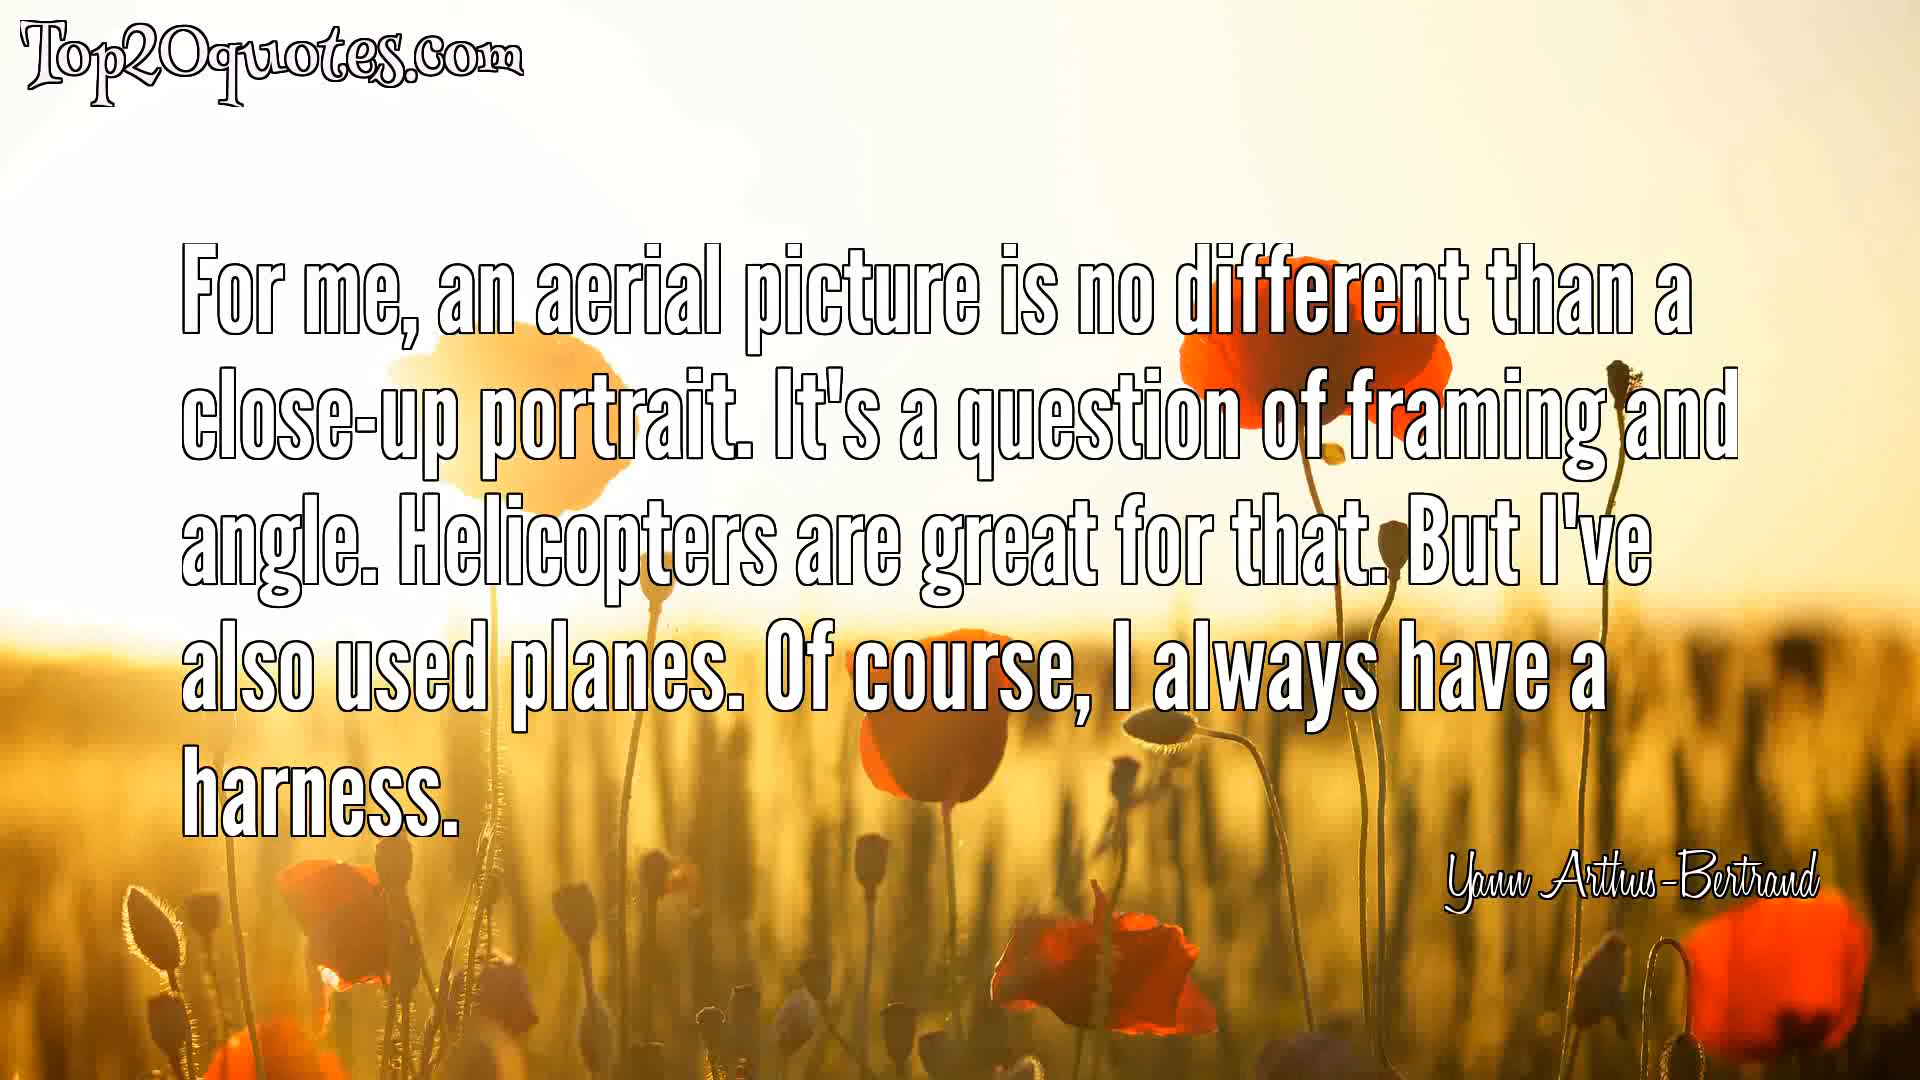 Top20quotes.com
For me, an aerial picture is no different than a
close-up portrait. It's a question of framing and
angle. Helicopters are great for that. But I've
also used planes. Of course, I always have a
harness.
Yann Arthus-Bertrand